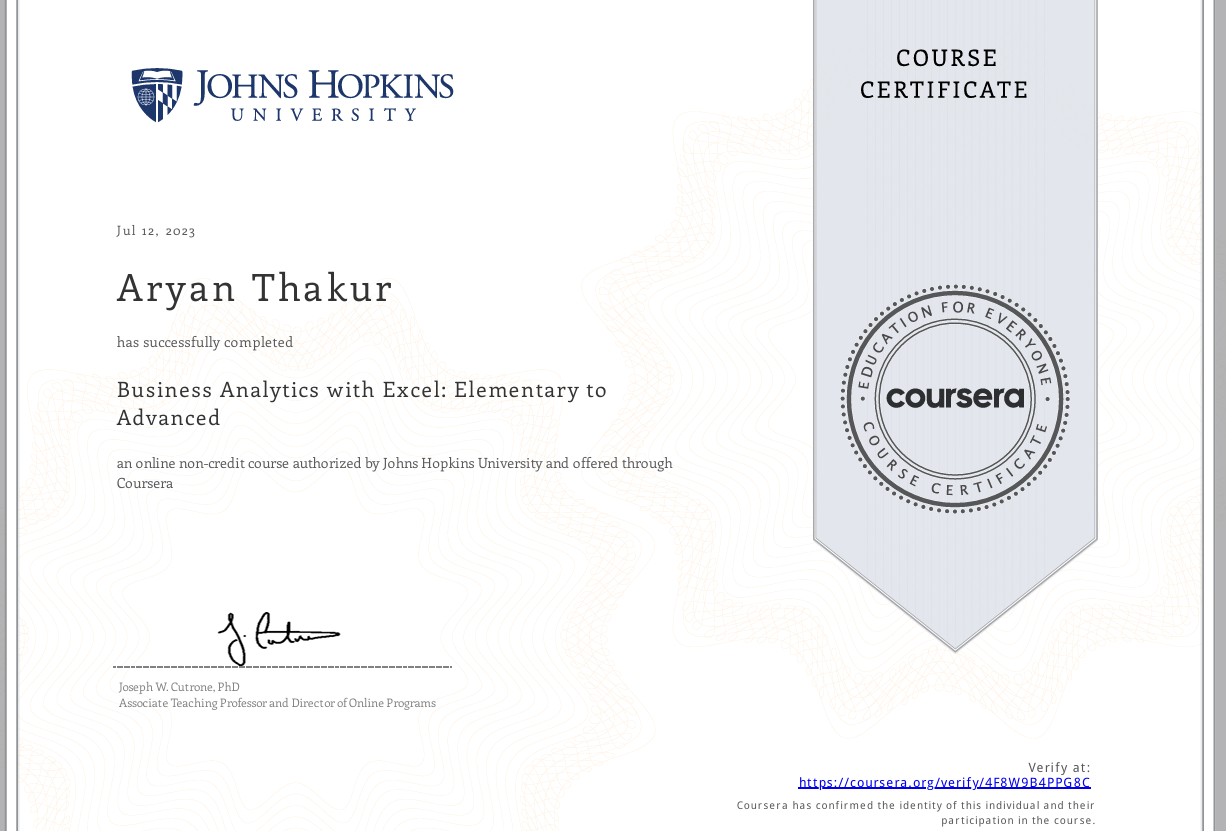 JOHNS HOPKINS
UNIVERSITY
COURSE
CERTIFICATE
Jul 12, 2023
Aryan Thakur
has successfully completed
Business Analytics with Excel: Elementary to
Advanced
an online non-credit course authorized by Johns Hopkins University and offered through
Coursera
EDUCATION FOR EVERYONE
coursera
COURSE CERTIFICATE
J. Cutrone
Joseph W. Cutrone, PhD
Associate Teaching Professor and Director of Online Programs
Verify at:
https://coursera.org/verify/4F8W9B4PPG8C
Coursera has confirmed the identity of this individual and their
participation in the course.